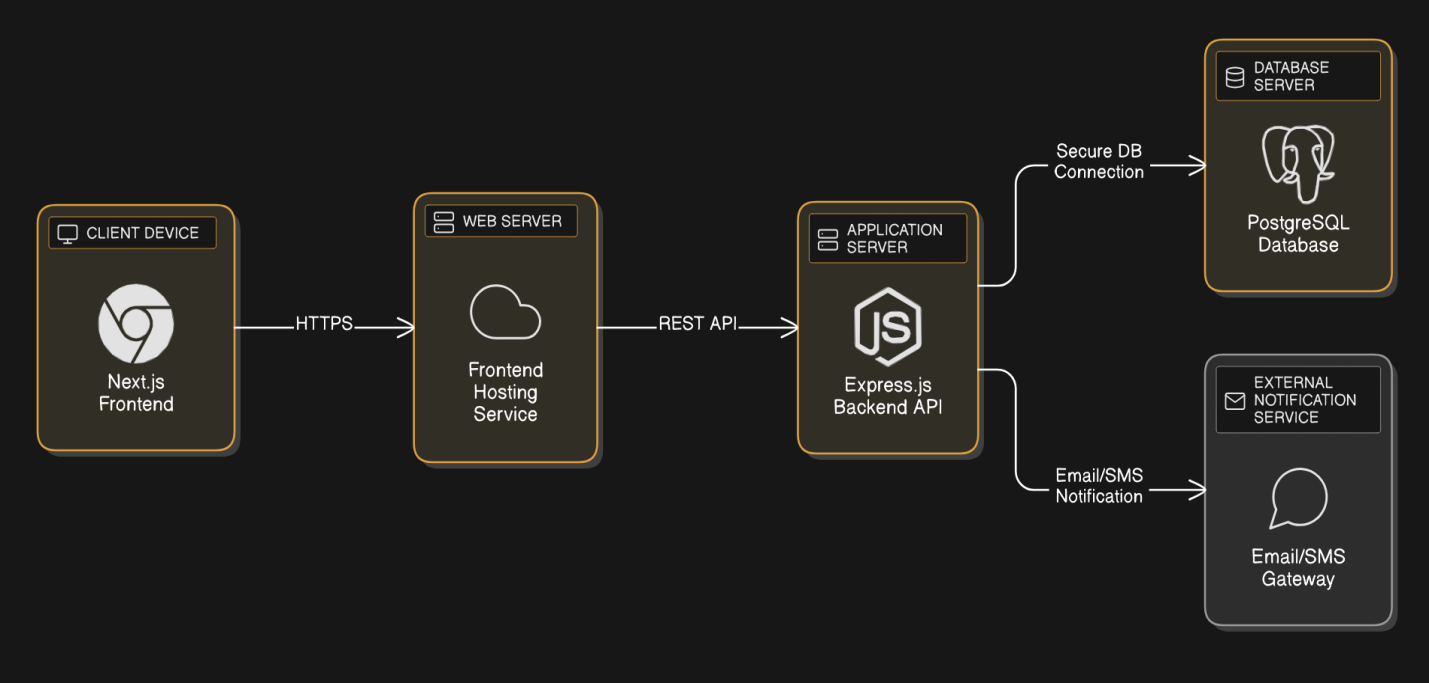 CLIENT DEVICE
Next.js
Frontend
HTTPS
WEB SERVER
Frontend
Hosting
Service
REST API
APPLICATION
SERVER
JS
Express.js
Backend API
Secure DB
Connection
DATABASE
SERVER
PostgreSQL
Database
Email/SMS
Notification
EXTERNAL
NOTIFICATION
SERVICE
Email/SMS
Gateway